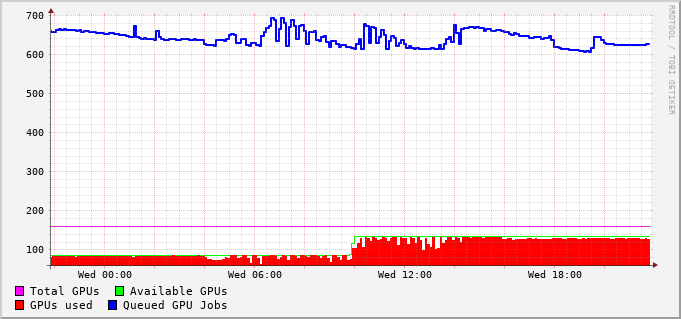 700
600
500
400
300
200
100
Wed 00:00 Wed 06:00 Wed 12:00 Wed 18:00
Total GPUs Available GPUs
GPUs used Queued GPU Jobs
RRDTOOL / TOBI OETIKER